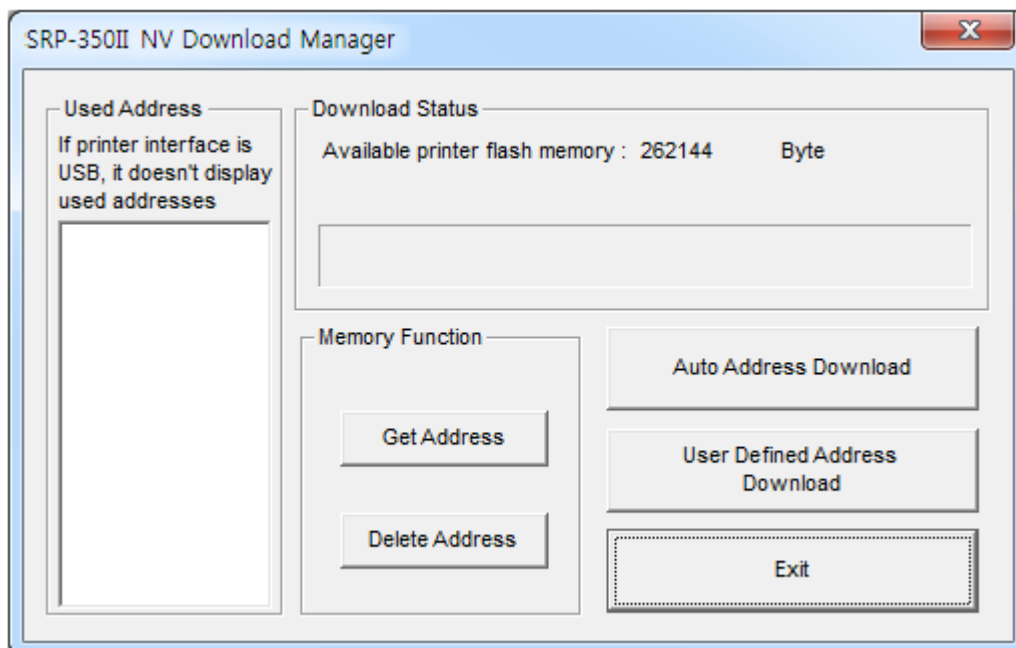 SRP-350II NV Download Manager
Used Address
If printer interface is
USB, it doesn't display
used addresses
Download Status
Available printer flash memory : 262144 Byte
Memory Function
Get Address
Delete Address
Auto Address Download
User Defined Address
Download
Exit